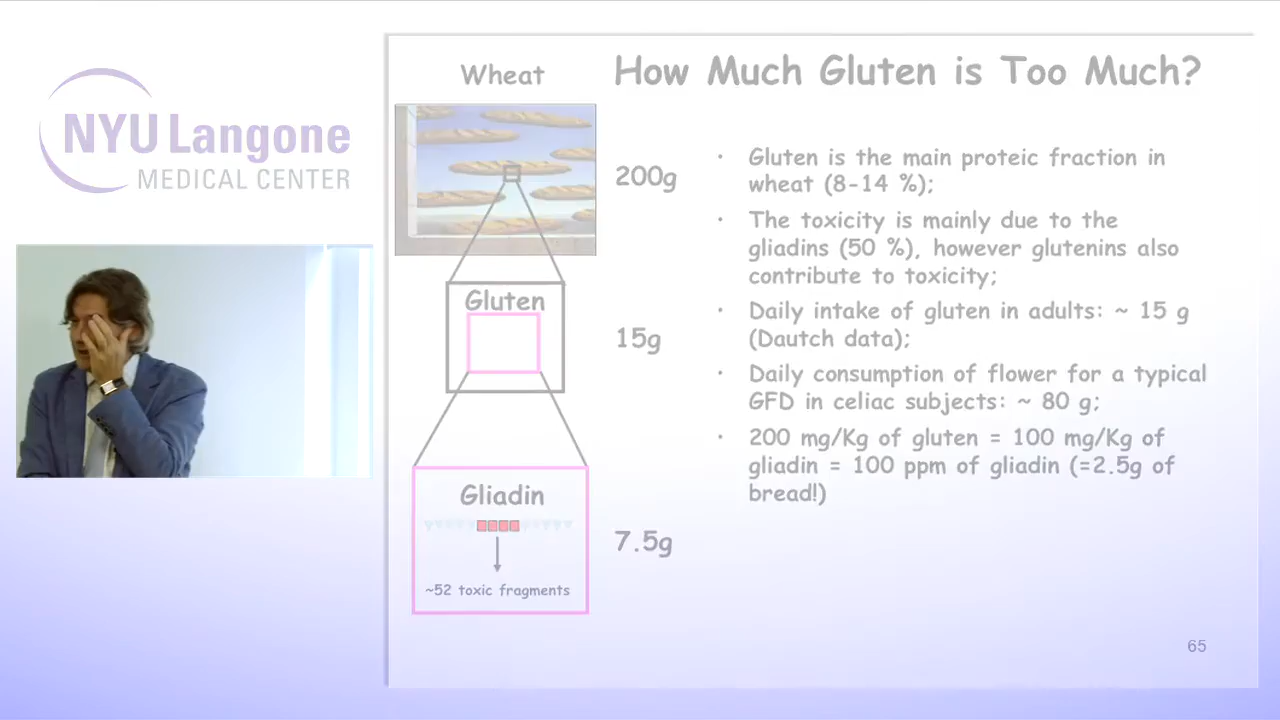 NYU Langone
MEDICAL CENTER
Wheat
How Much Gluten is Too Much?
200g
Gluten
15g
Gliadin
~52 toxic fragments
7.5g
· Gluten is the main proteic fraction in
wheat (8-14 %);
· The toxicity is mainly due to the
gliadins (50 %), however glutenins also
contribute to toxicity;
· Daily intake of gluten in adults: ~ 15 g
(Dautch data);
· Daily consumption of flower for a typical
GFD in celiac subjects: ~ 80 g;
· 200 mg/Kg of gluten = 100 mg/Kg of
gliadin = 100 ppm of gliadin (=2.5g of
bread!)
65